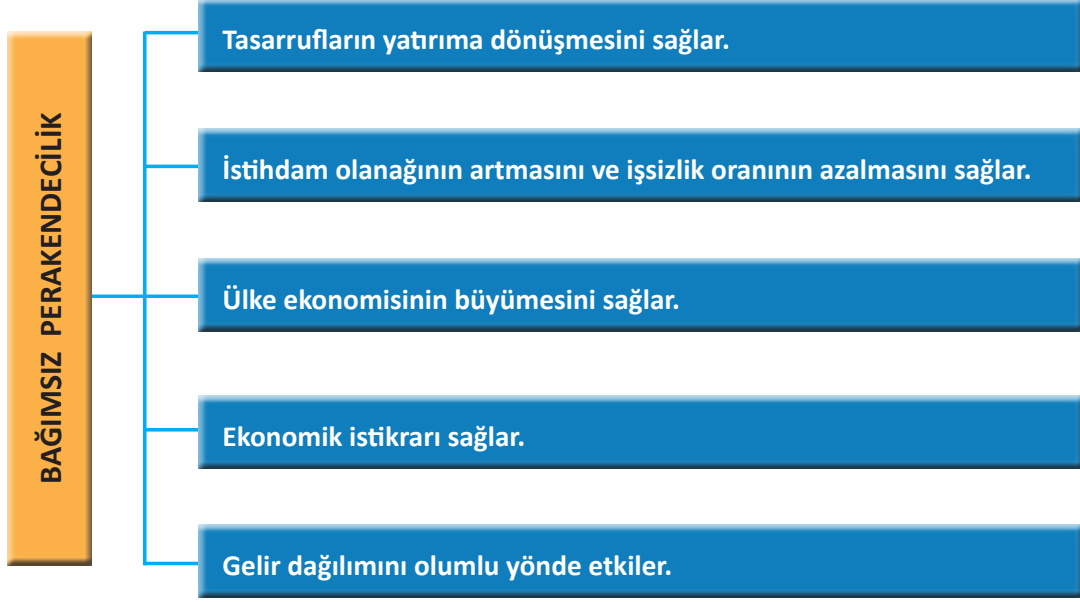 BAĞIMSIZ PERAKENDECİLİK
Tasarrufların yatırıma dönüşmesini sağlar.
İstihdam olanağının artmasını ve işsizlik oranının azalmasını sağlar.
Ülke ekonomisinin büyümesini sağlar.
Ekonomik istikrarı sağlar.
Gelir dağılımını olumlu yönde etkiler.